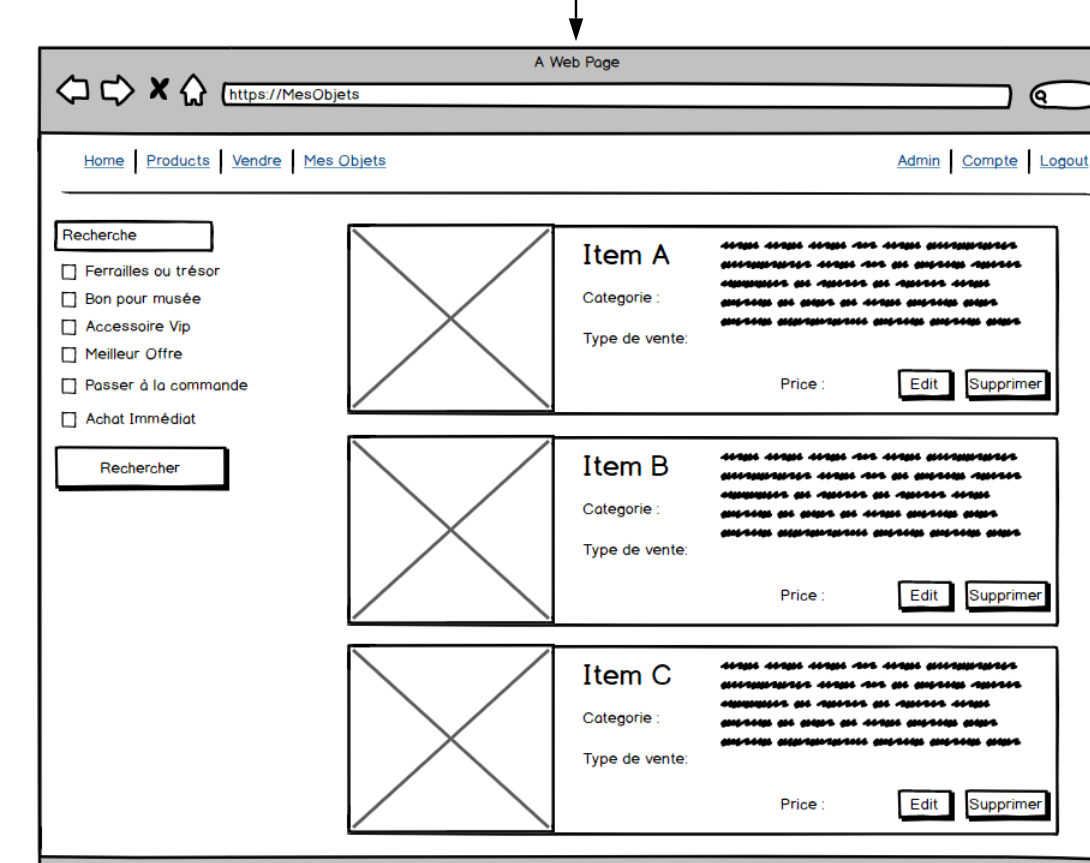 A Web Page
https://MesObjets
Home Products Vendre Mes Objets Admin Compte Logout
Recherche
Ferrailles ou trésor
Bon pour musée
Accessoire Vip
Meilleur Offre
Passer à la commande
Achat Immédiat
Rechercher
Item A
Categorie :
Type de vente:
Price : Edit Supprimer
Item B
Categorie :
Type de vente:
Price : Edit Supprimer
Item C
Categorie :
Type de vente:
Price : Edit Supprimer